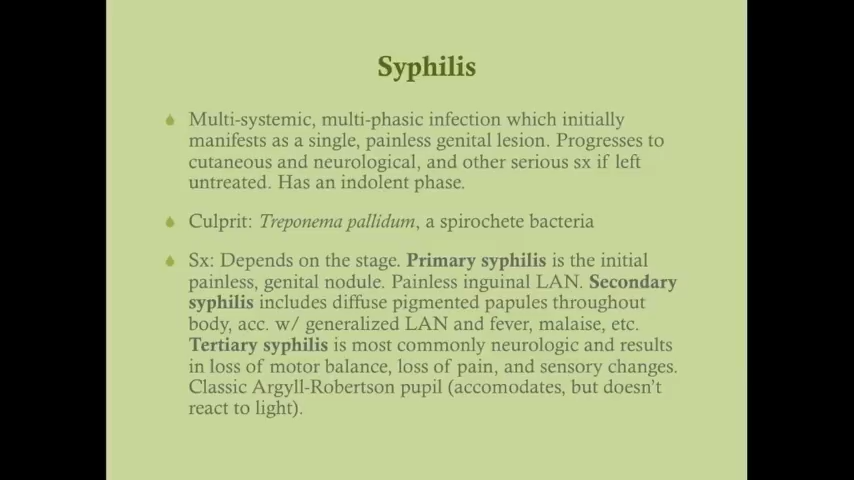 Syphilis
Multi-systemic, multi-phasic infection which initially
manifests as a single, painless genital lesion. Progresses to
cutaneous and neurological, and other serious sx if left
untreated. Has an indolent phase.
Culprit: Treponema pallidum, a spirochete bacteria
Sx: Depends on the stage. Primary syphilis is the initial
painless, genital nodule. Painless inguinal LAN. Secondary
syphilis includes diffuse pigmented papules throughout
body, acc. w/ generalized LAN and fever, malaise, etc.
Tertiary syphilis is most commonly neurologic and results
in loss of motor balance, loss of pain, and sensory changes.
Classic Argyll-Robertson pupil (accomodates, but doesn't
react to light).